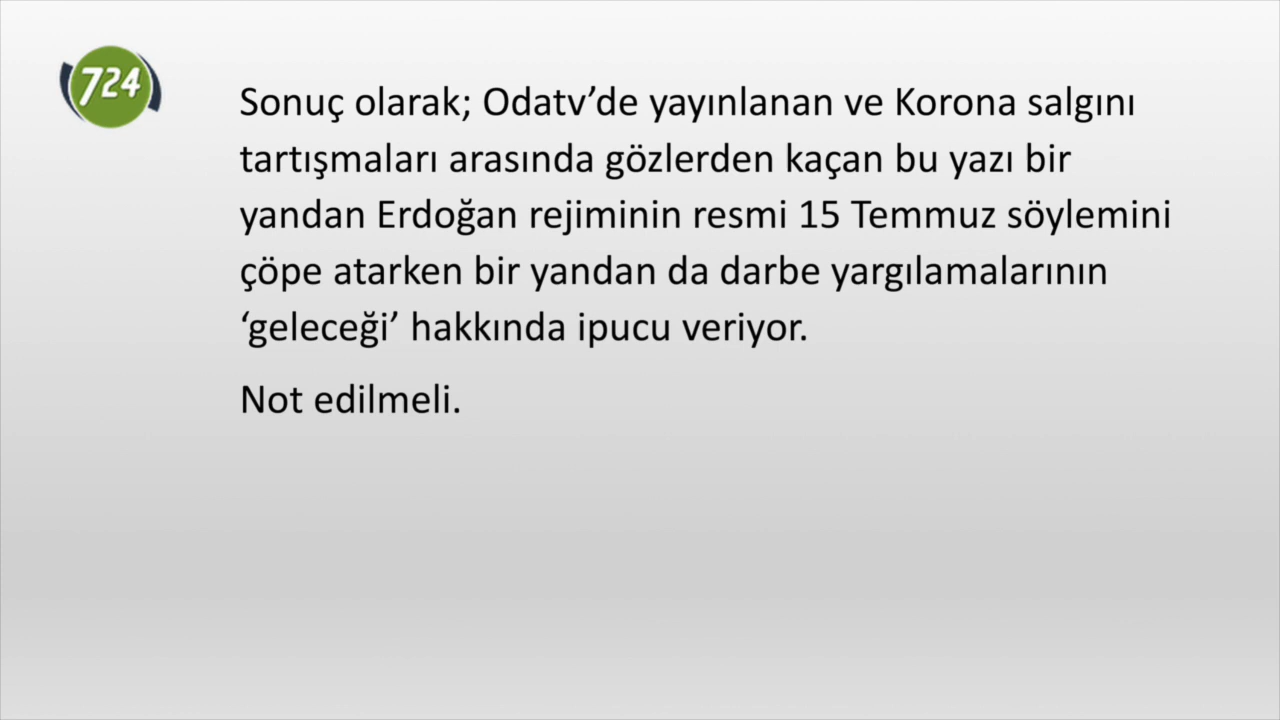 724
Sonuç olarak; Odatv’de yayınlanan ve Korona salgını
tartışmaları arasında gözlerden kaçan bu yazı bir
yandan Erdoğan rejiminin resmi 15 Temmuz söylemini
çöpe atarken bir yandan da darbe yargılamalarının
‘geleceği’ hakkında ipucu veriyor.
Not edilmeli.